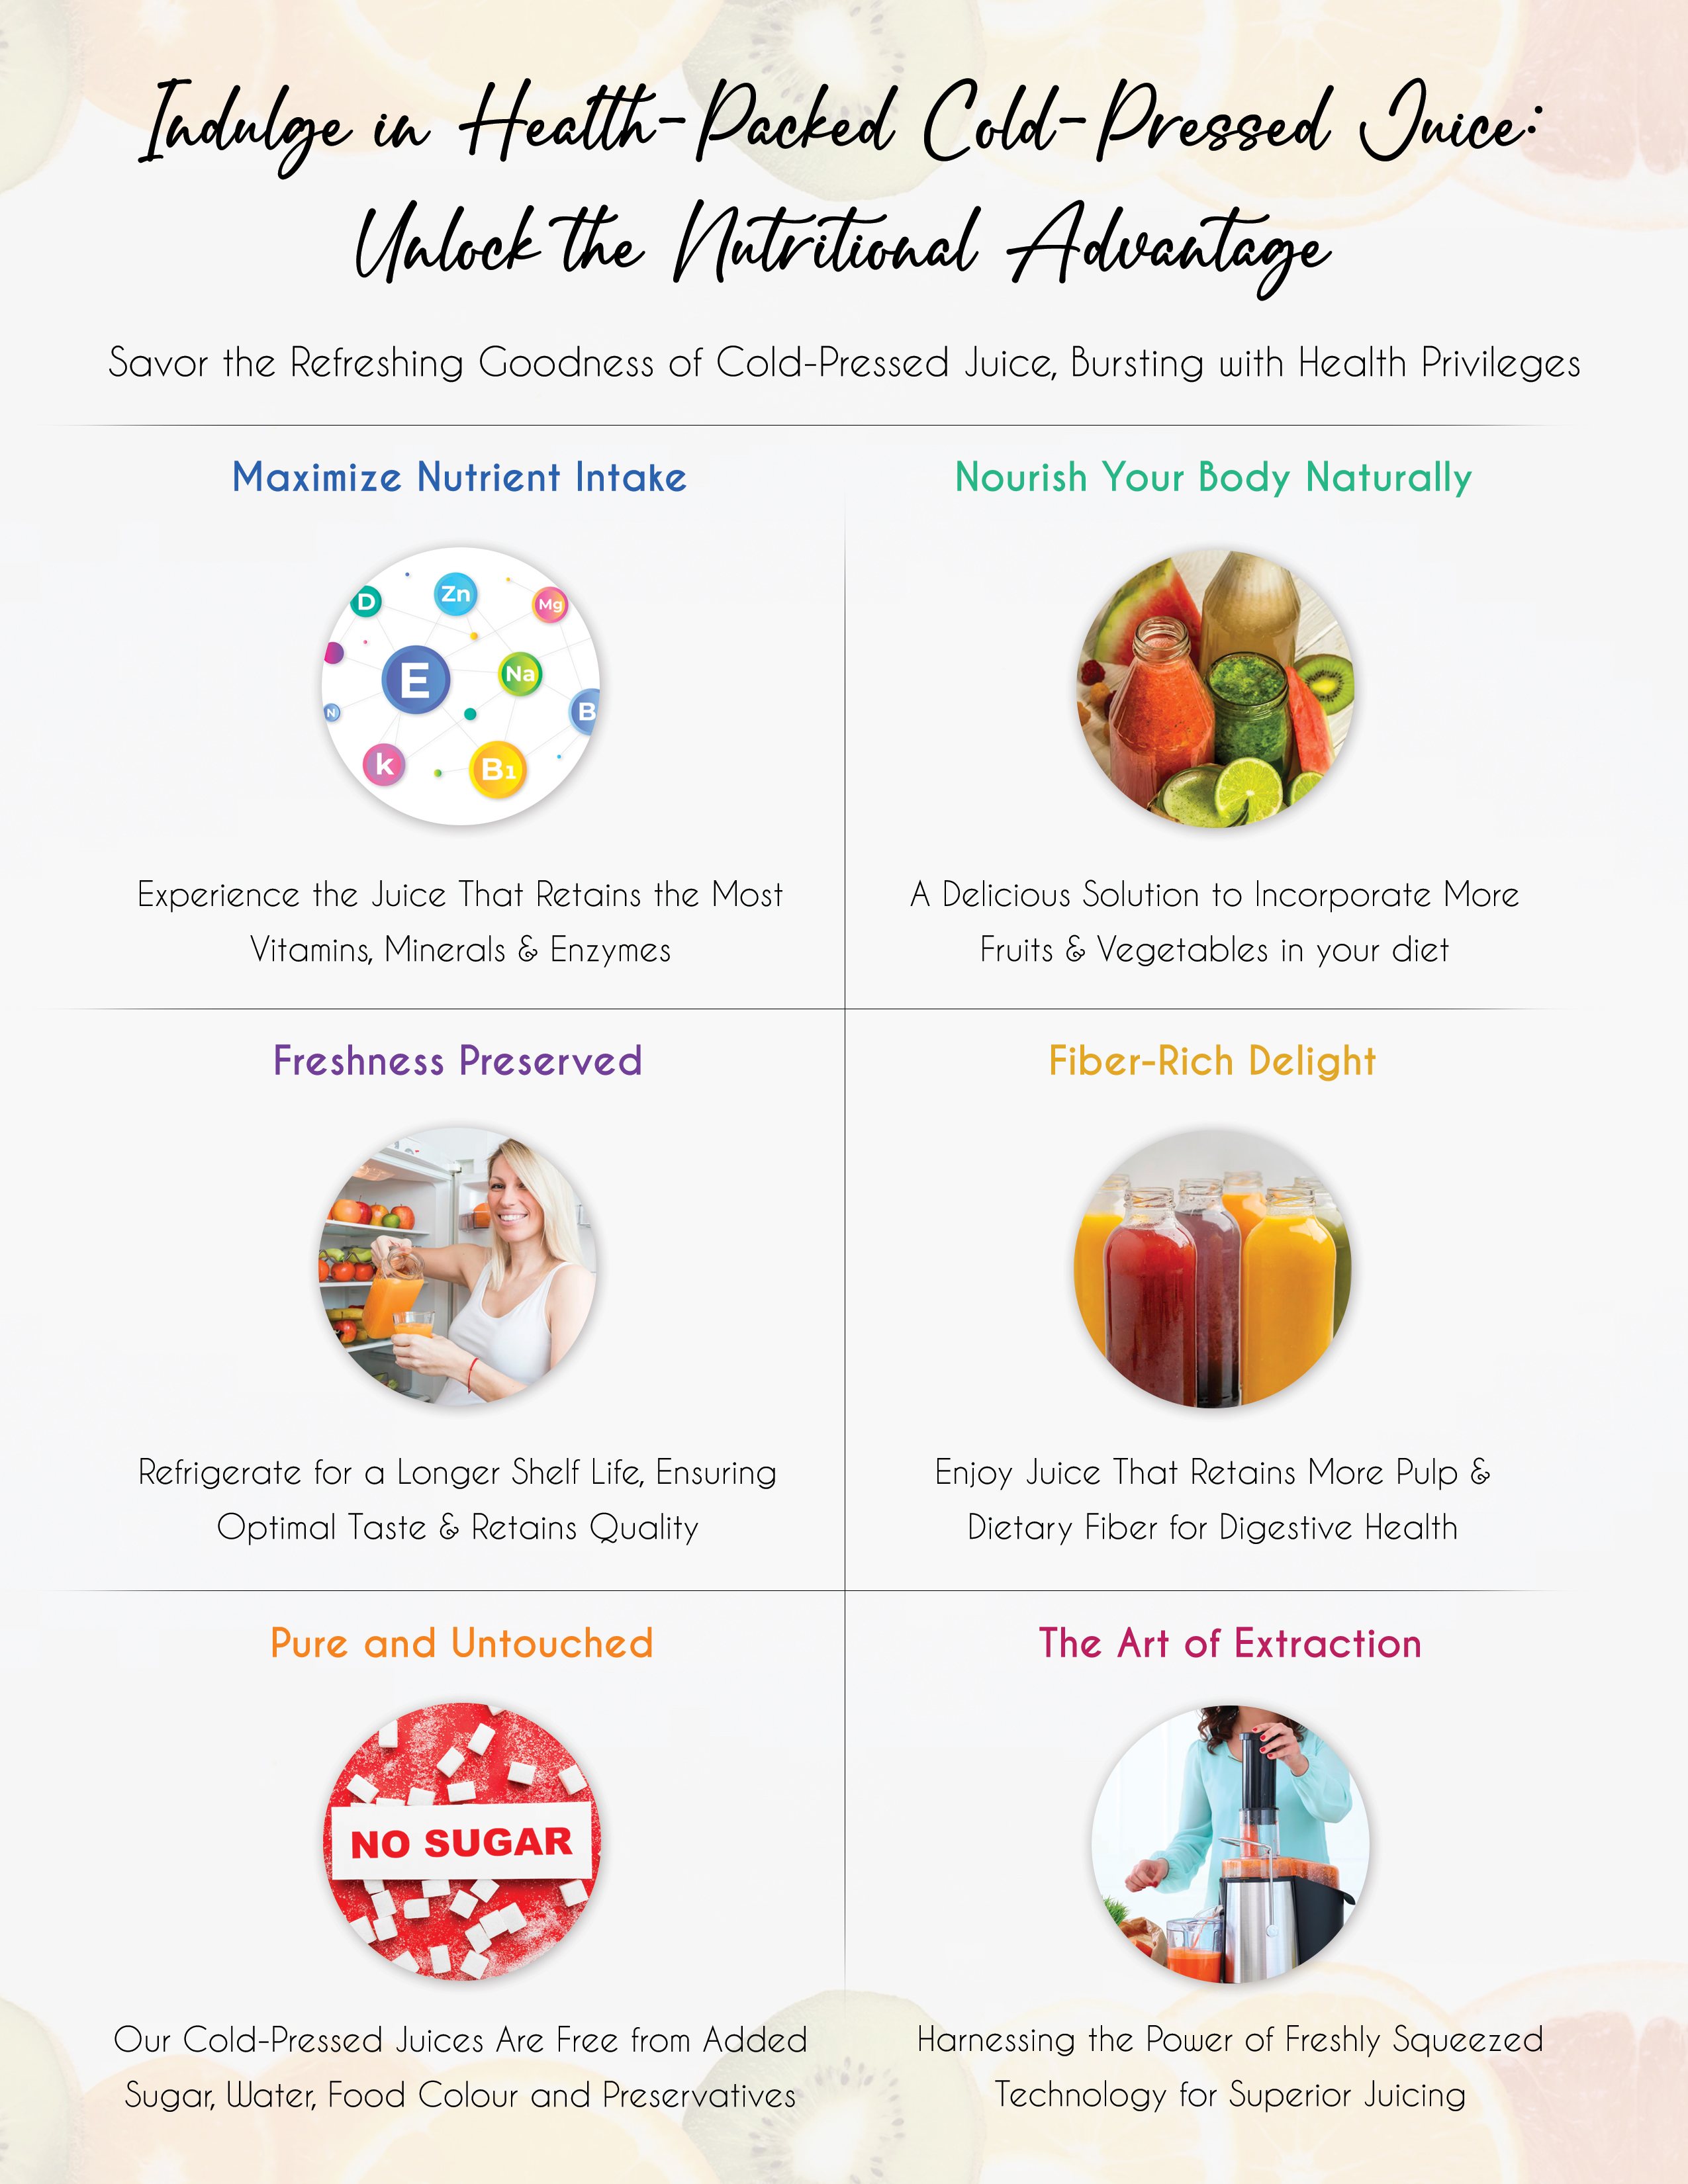 Indulge in Health-Packed Cold-Pressed Juice:
Unlock the Nutritional Advantage
Savor the Refreshing Goodness of Cold-Pressed Juice, Bursting with Health Privileges
Maximize Nutrient Intake
D
Zn
Mg
E
Na
N
B
k
B1
Experience the Juice That Retains the Most
Vitamins, Minerals & Enzymes
Nourish Your Body Naturally
A Delicious Solution to Incorporate More
Fruits & Vegetables in your diet
Freshness Preserved
Refrigerate for a Longer Shelf Life, Ensuring
Optimal Taste & Retains Quality
Fiber-Rich Delight
Enjoy Juice That Retains More Pulp &
Dietary Fiber for Digestive Health
Pure and Untouched
NO SUGAR
Our Cold-Pressed Juices Are Free from Added
Sugar, Water, Food Colour and Preservatives
The Art of Extraction
Harnessing the Power of Freshly Squeezed
Technology for Superior Juicing